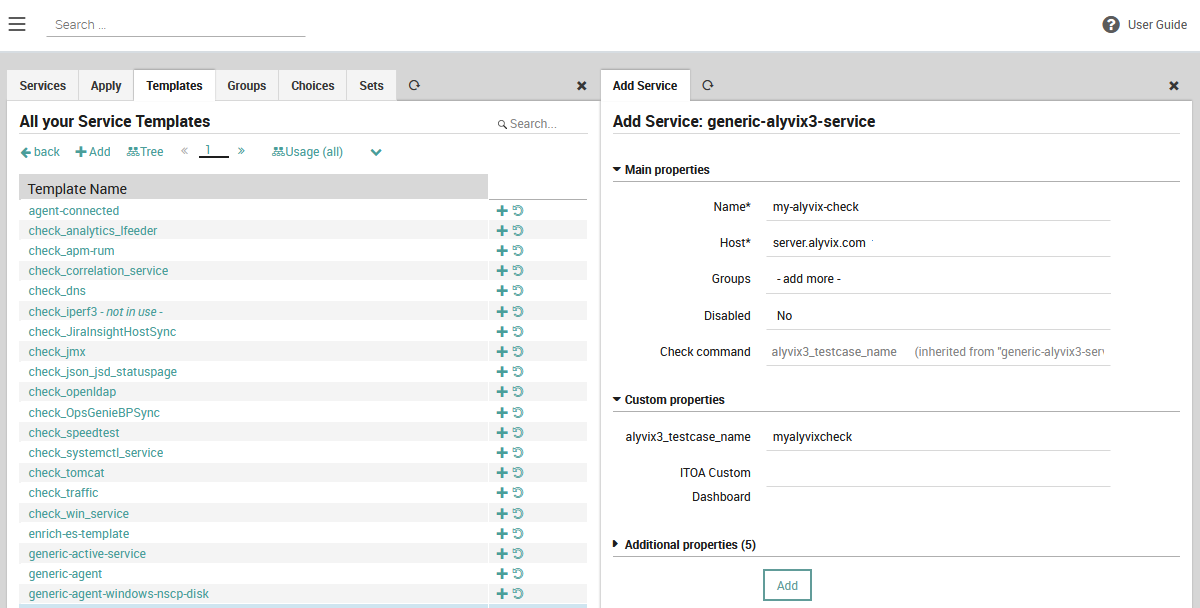 Search ...
User Guide
Services Apply Templates Groups Choices Sets
All your Service Templates
Search...
back Add Tree « 1 » Usage (all)
Template Name
agent-connected
check_analytics_lfeeder
check_apm-rum
check_correlation_service
check_dns
check_iperf3 - not in use -
check_JiraInsightHostSync
check_jmx
check_json_jsd_statuspage
check_openldap
check_OpsGenieBPSync
check_speedtest
check_systemctl_service
check_tomcat
check_traffic
check_win_service
enrich-es-template
generic-active-service
generic-agent
generic-agent-windows-nscp-disk
Add Service
Add Service: generic-alyvix3-service
Main properties
Name* my-alyvix-check
Host* server.alyvix.com
Groups - add more -
Disabled No
Check command alyvix3_testcase_name (inherited from "generic-alyvix3-serv
Custom properties
alyvix3_testcase_name myalyvixcheck
ITOA Custom
Dashboard
Additional properties (5)
Add